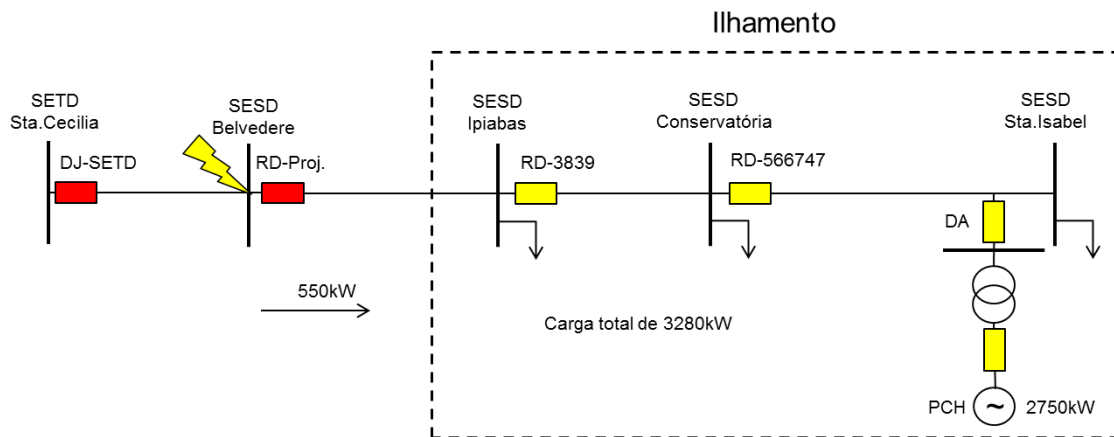 Ilhamento
SETD
Sta.Cecilia
SESD
Belvedere
SESD
Ipiabas
SESD
Conservatória
SESD
Sta.Isabel
DJ-SETD
RD-Proj.
RD-3839
RD-566747
DA
550kW
Carga total de 3280kW
PCH
~
2750kW